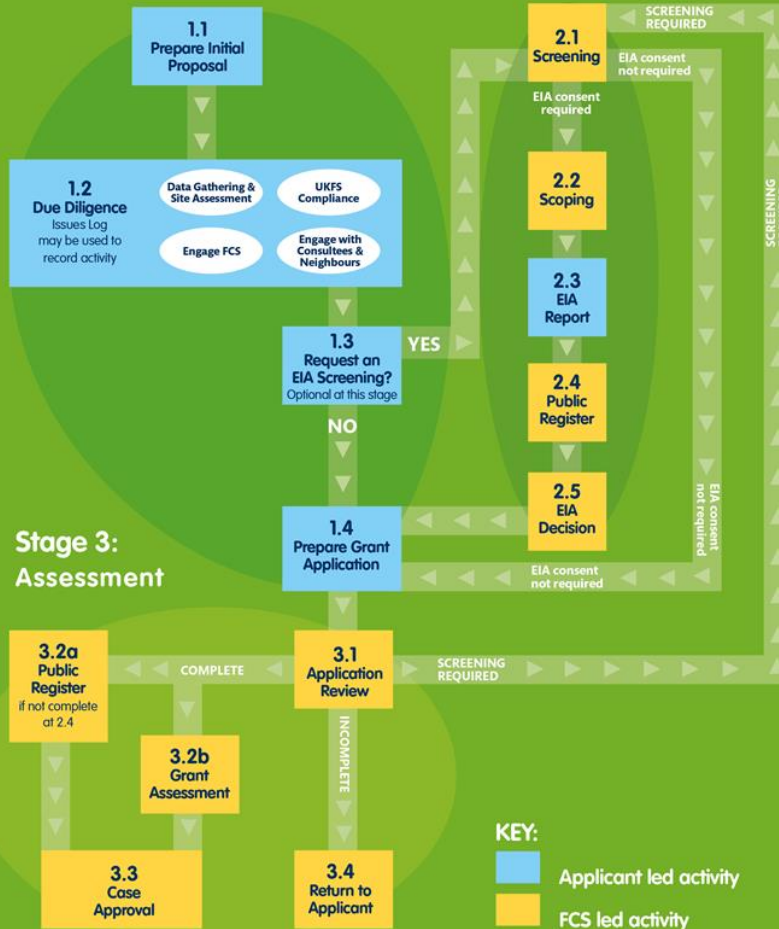 1.1
Prepare Initial
Proposal
1.2
Due Diligence
Issues Log
may be used to
record activity
Data Gathering &
Site Assessment
UKFS
Compliance
Engage FCS
Engage with
Consultees &
Neighbours
1.3
Request an
EIA Screening?
Optional at this stage
YES
NO
1.4
Prepare Grant
Application
2.1
Screening
SCREENING
REQUIRED
EIA consent
not required
EIA consent
required
2.2
Scoping
2.3
EIA
Report
2.4
Public
Register
2.5
EIA
Decision
EIA consent
not required
EIA consent
not required
SCREENING
Stage 3:
Assessment
3.1
Application
Review
COMPLETE
SCREENING
REQUIRED
INCOMPLETE
3.2a
Public
Register
if not complete
at 2.4
3.2b
Grant
Assessment
3.3
Case
Approval
3.4
Return to
Applicant
KEY:
Applicant led activity
FCS led activity